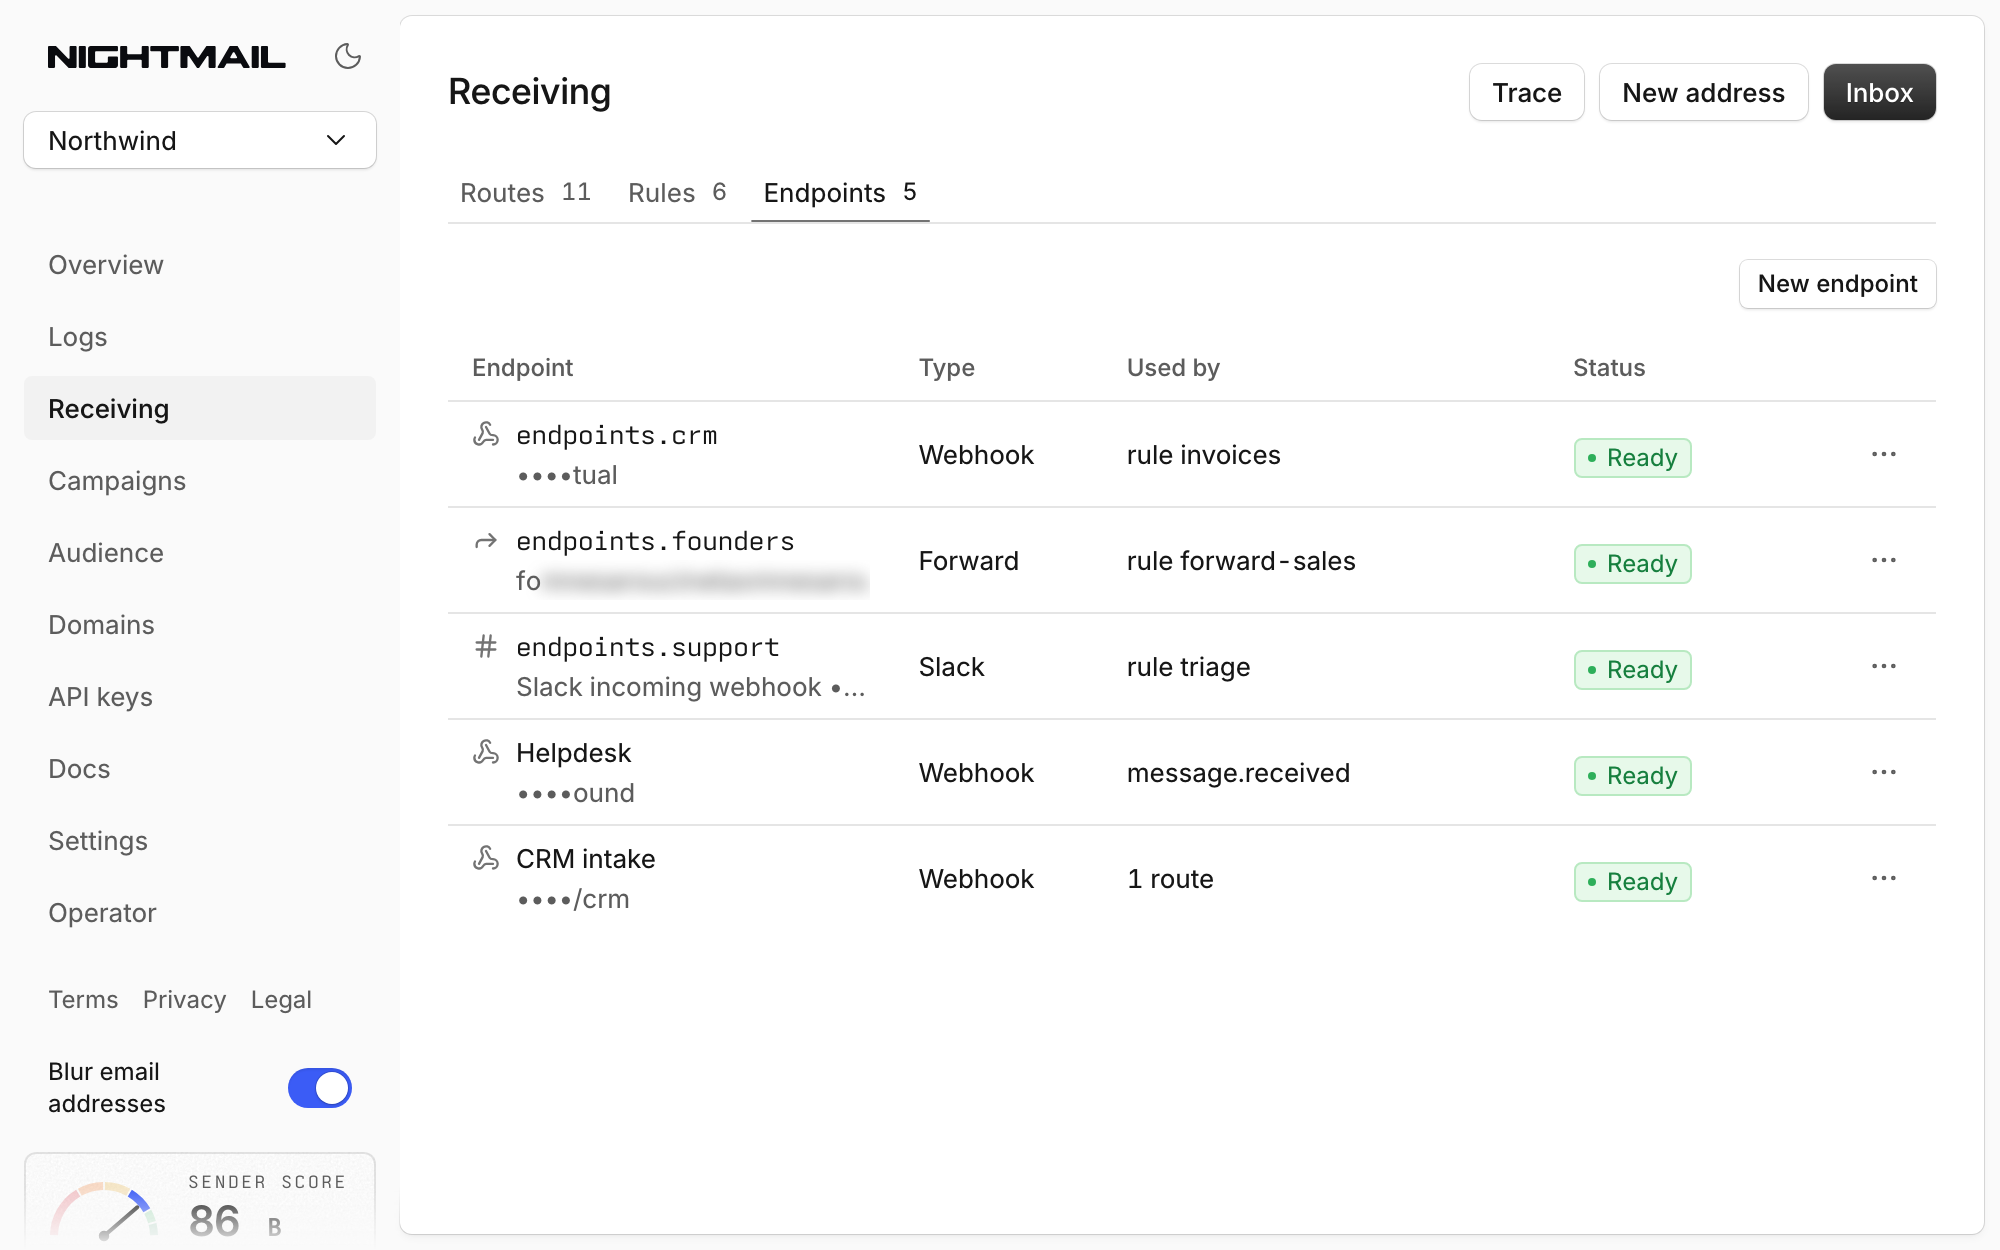 NIGHTMAIL
Northwind
Overview
Logs
Receiving
Campaigns
Audience
Domains
API keys
Docs
Settings
Operator
Terms Privacy Legal
Blur email
addresses
SENDER SCORE
86 B
Receiving
Trace New address Inbox
Routes 11 Rules 6 Endpoints 5
New endpoint
Endpoint Type Used by Status
endpoints.crm
••••tual
Webhook rule invoices Ready
endpoints.founders
fo
Forward rule forward-sales Ready
endpoints.support
Slack incoming webhook •...
Slack rule triage Ready
Helpdesk
••••ound
Webhook message.received Ready
CRM intake
••••/crm
Webhook 1 route Ready